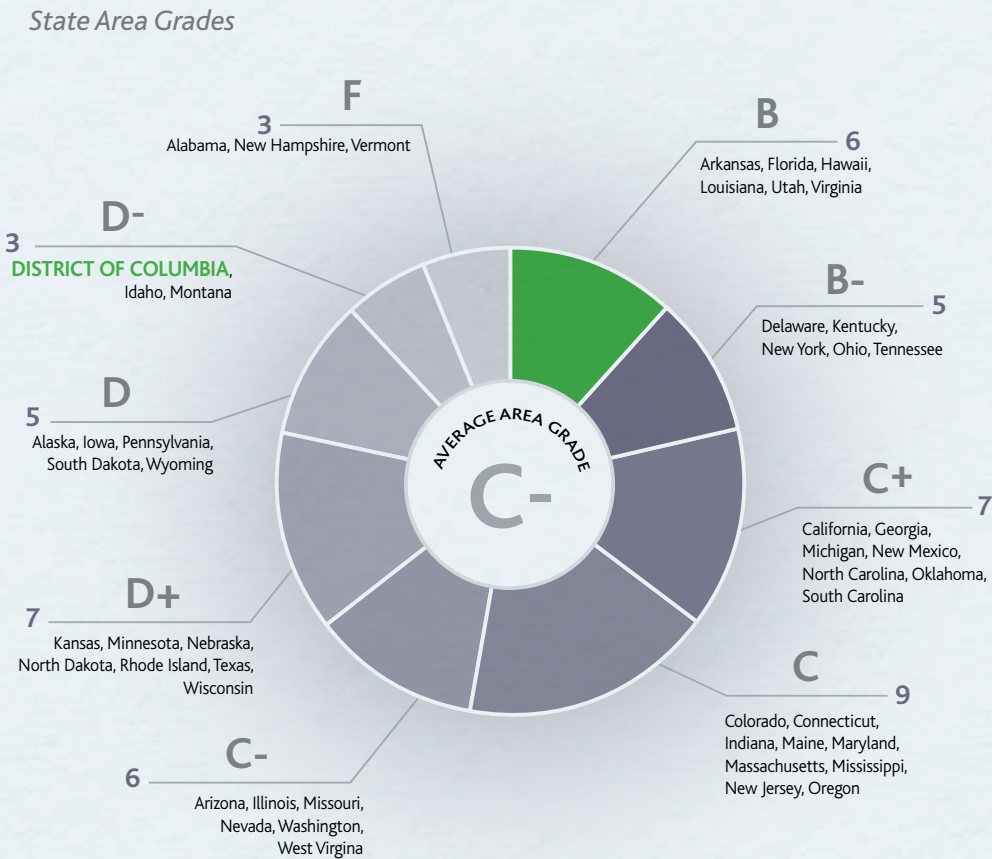 State Area Grades
F
3
Alabama, New Hampshire, Vermont
B
6
Arkansas, Florida, Hawaii,
Louisiana, Utah, Virginia
D-
3
DISTRICT OF COLUMBIA,
Idaho, Montana
B-
5
Delaware, Kentucky,
New York, Ohio, Tennessee
D
5
Alaska, Iowa, Pennsylvania,
South Dakota, Wyoming
AVERAGE AREA GRADE
C-
C+
7
California, Georgia,
Michigan, New Mexico,
North Carolina, Oklahoma,
South Carolina
D+
7
Kansas, Minnesota, Nebraska,
North Dakota, Rhode Island, Texas,
Wisconsin
C
9
Colorado, Connecticut,
Indiana, Maine, Maryland,
Massachusetts, Mississippi,
New Jersey, Oregon
C-
6
Arizona, Illinois, Missouri,
Nevada, Washington,
West Virgina